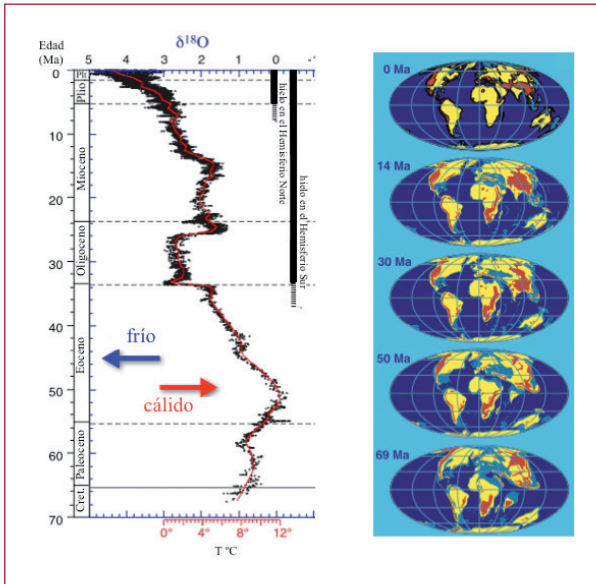 Edad
(Ma)
δ¹⁸O
5 4 3 2 1 0 -1
0
10
20
30
40
50
60
70
Plt.
Plio
Mioceno
Oligoceno
Eoceno
Paleoceno
Cret.
hielo en el Hemisferio Norte
hielo en el Hemisferio Sur
frío
cálido
0° 4° 8° 12°
T °C
0 Ma
14 Ma
30 Ma
50 Ma
69 Ma